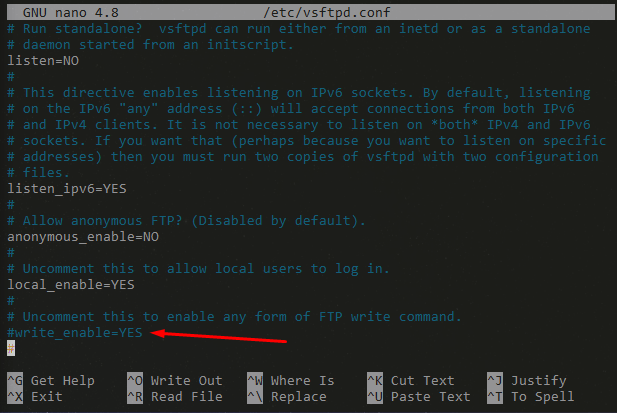 GNU nano 4.8 /etc/vsftpd.conf
# Run standalone?  vsftpd can run either from an inetd or as a standalone
# daemon started from an initscript.
listen=NO
#
# This directive enables listening on IPv6 sockets. By default, listening
# on the IPv6 "any" address (::) will accept connections from both IPv6
# and IPv4 clients. It is not necessary to listen on *both* IPv4 and IPv6
# sockets. If you want that (perhaps because you want to listen on specific
# addresses) then you must run two copies of vsftpd with two configuration
# files.
listen_ipv6=YES
#
# Allow anonymous FTP? (Disabled by default).
anonymous_enable=NO
#
# Uncomment this to allow local users to log in.
local_enable=YES
#
# Uncomment this to enable any form of FTP write command.
#write_enable=YES
#
^G Get Help ^O Write Out ^W Where Is ^K Cut Text ^J Justify
^X Exit ^R Read File ^\ Replace ^U Paste Text ^T To Spell